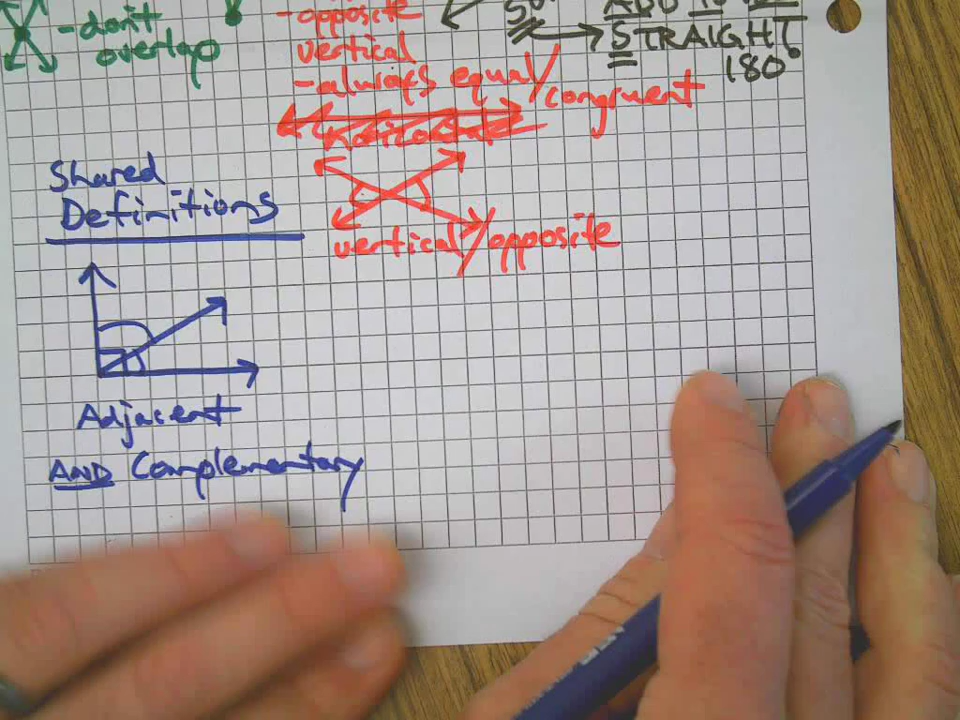 -don't
overlap
-opposite
vertical
-always equal/
congruent
STRAIGHT
180°
Shared
Definitions
vertical/opposite
Adjacent
AND Complementary